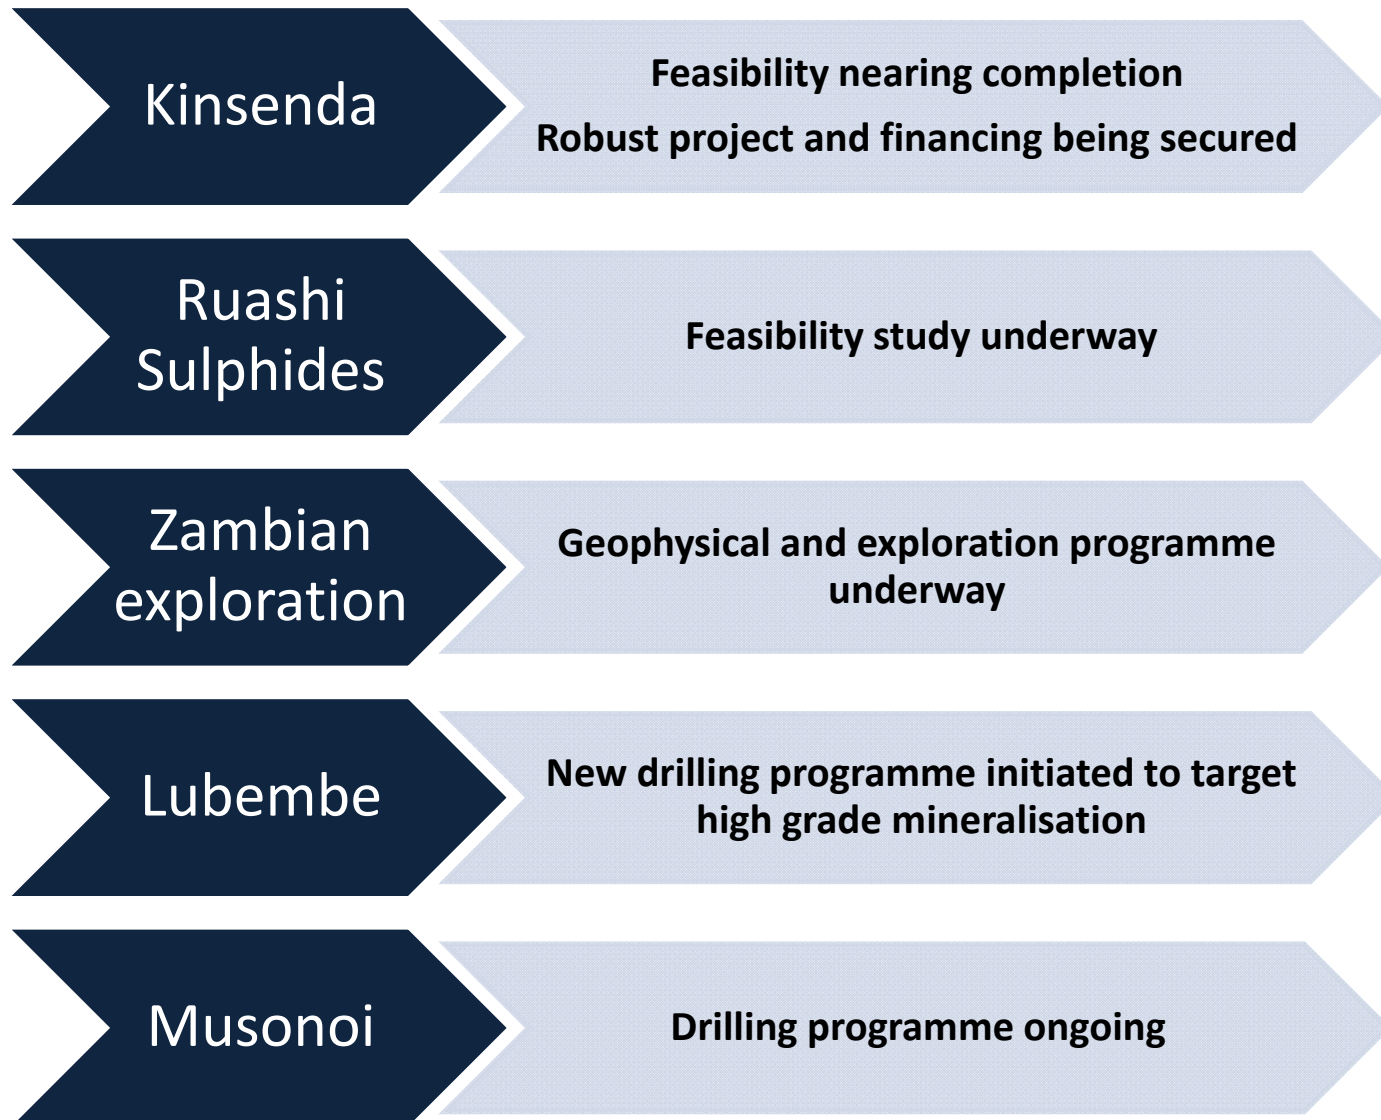 Kinsenda
Feasibility nearing completion
Robust project and financing being secured
Ruashi
Sulphides
Feasibility study underway
Zambian
exploration
Geophysical and exploration programme
underway
Lubembe
New drilling programme initiated to target
high grade mineralisation
Musonoi
Drilling programme ongoing